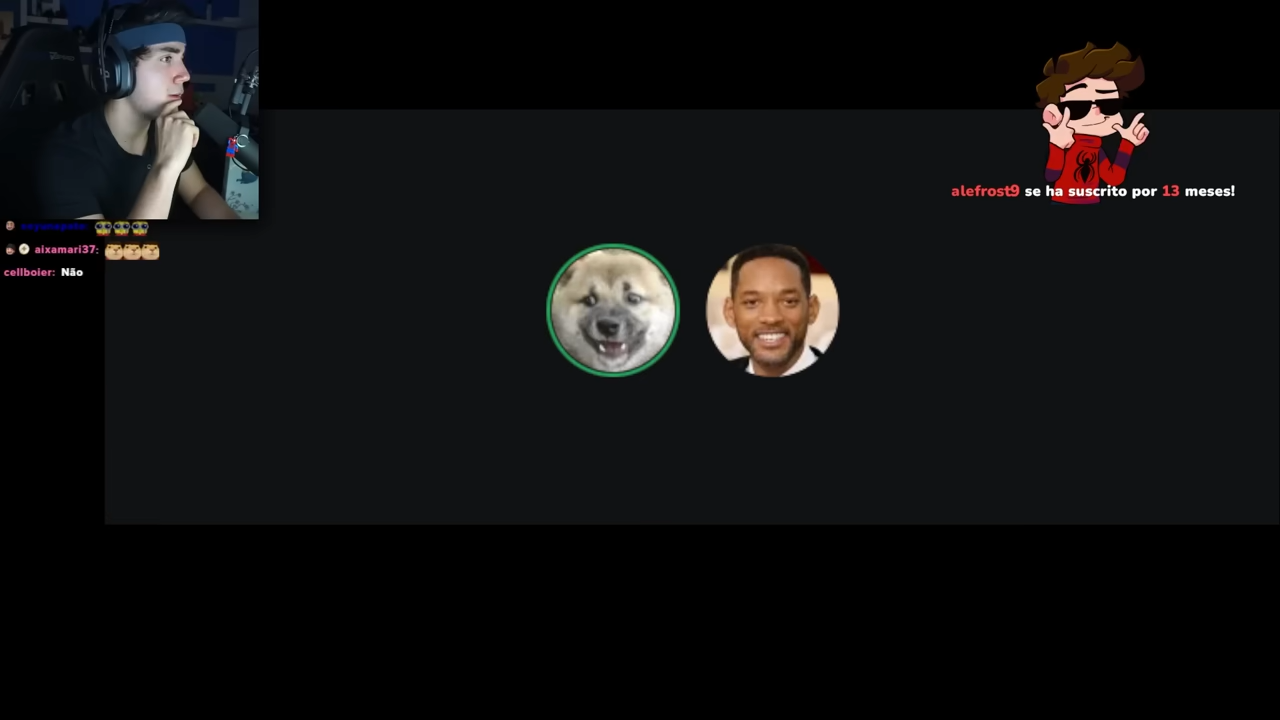 alefrost9 se ha suscrito por 13 meses!
aixamari37:
cellboier: Não